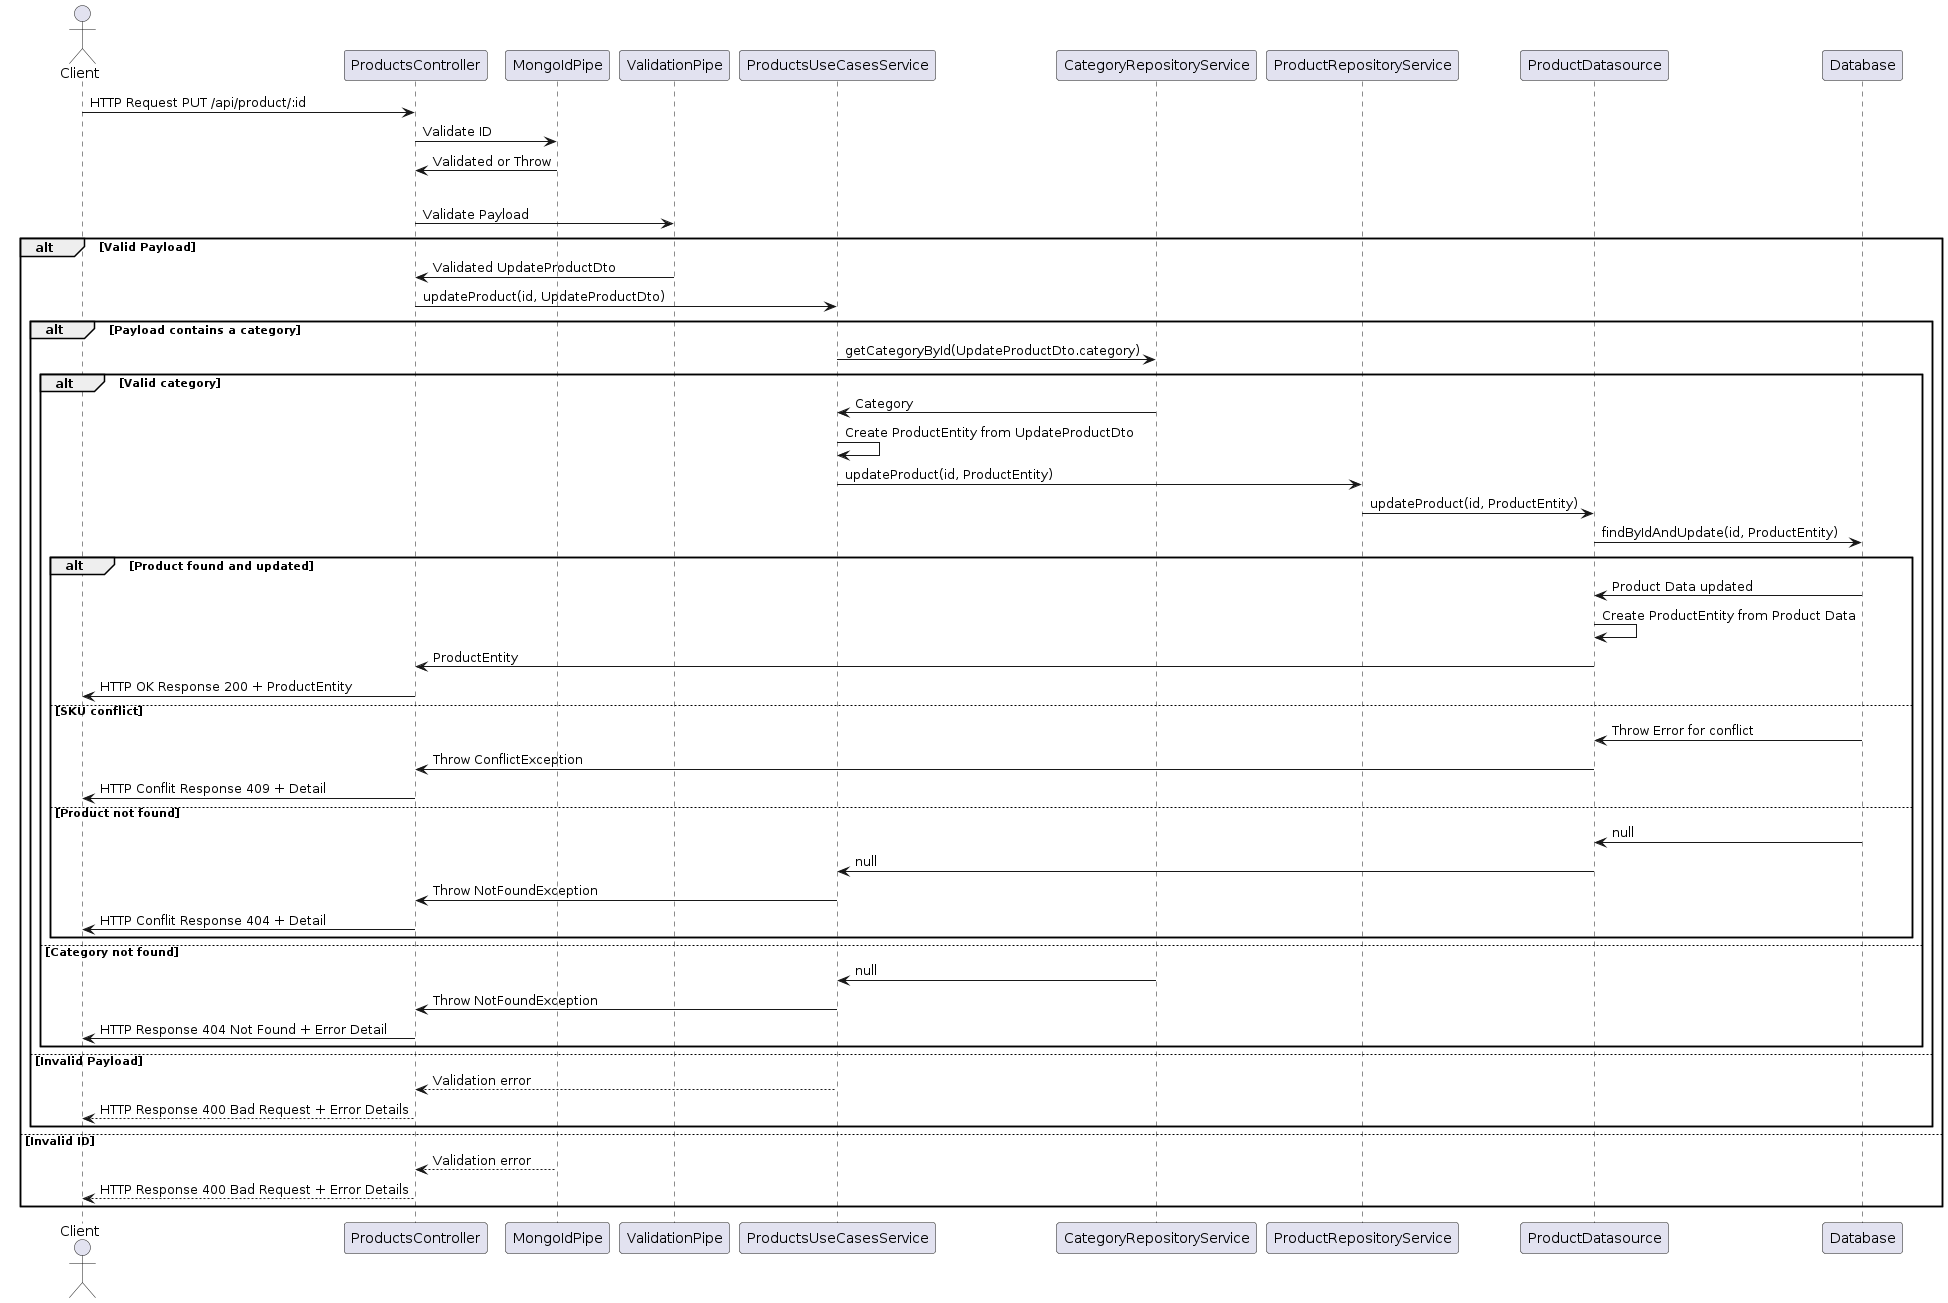 Client
ProductsController
MongoIdPipe
ValidationPipe
ProductsUseCasesService
CategoryRepositoryService
ProductRepositoryService
ProductDatasource
Database
HTTP Request PUT /api/product/:id
Validate ID
Validated or Throw
Validate Payload
alt [Valid Payload]
Validated UpdateProductDto
updateProduct(id, UpdateProductDto)
alt [Payload contains a category]
getCategoryById(UpdateProductDto.category)
alt [Valid category]
Category
Create ProductEntity from UpdateProductDto
updateProduct(id, ProductEntity)
updateProduct(id, ProductEntity)
findByIdAndUpdate(id, ProductEntity)
alt [Product found and updated]
Product Data updated
Create ProductEntity from Product Data
ProductEntity
HTTP OK Response 200 + ProductEntity
[SKU conflict]
Throw Error for conflict
Throw ConflictException
HTTP Conflit Response 409 + Detail
[Product not found]
null
null
Throw NotFoundException
HTTP Conflit Response 404 + Detail
[Category not found]
null
Throw NotFoundException
HTTP Response 404 Not Found + Error Detail
[Invalid Payload]
Validation error
HTTP Response 400 Bad Request + Error Details
[Invalid ID]
Validation error
HTTP Response 400 Bad Request + Error Details
Client
ProductsController
MongoIdPipe
ValidationPipe
ProductsUseCasesService
CategoryRepositoryService
ProductRepositoryService
ProductDatasource
Database